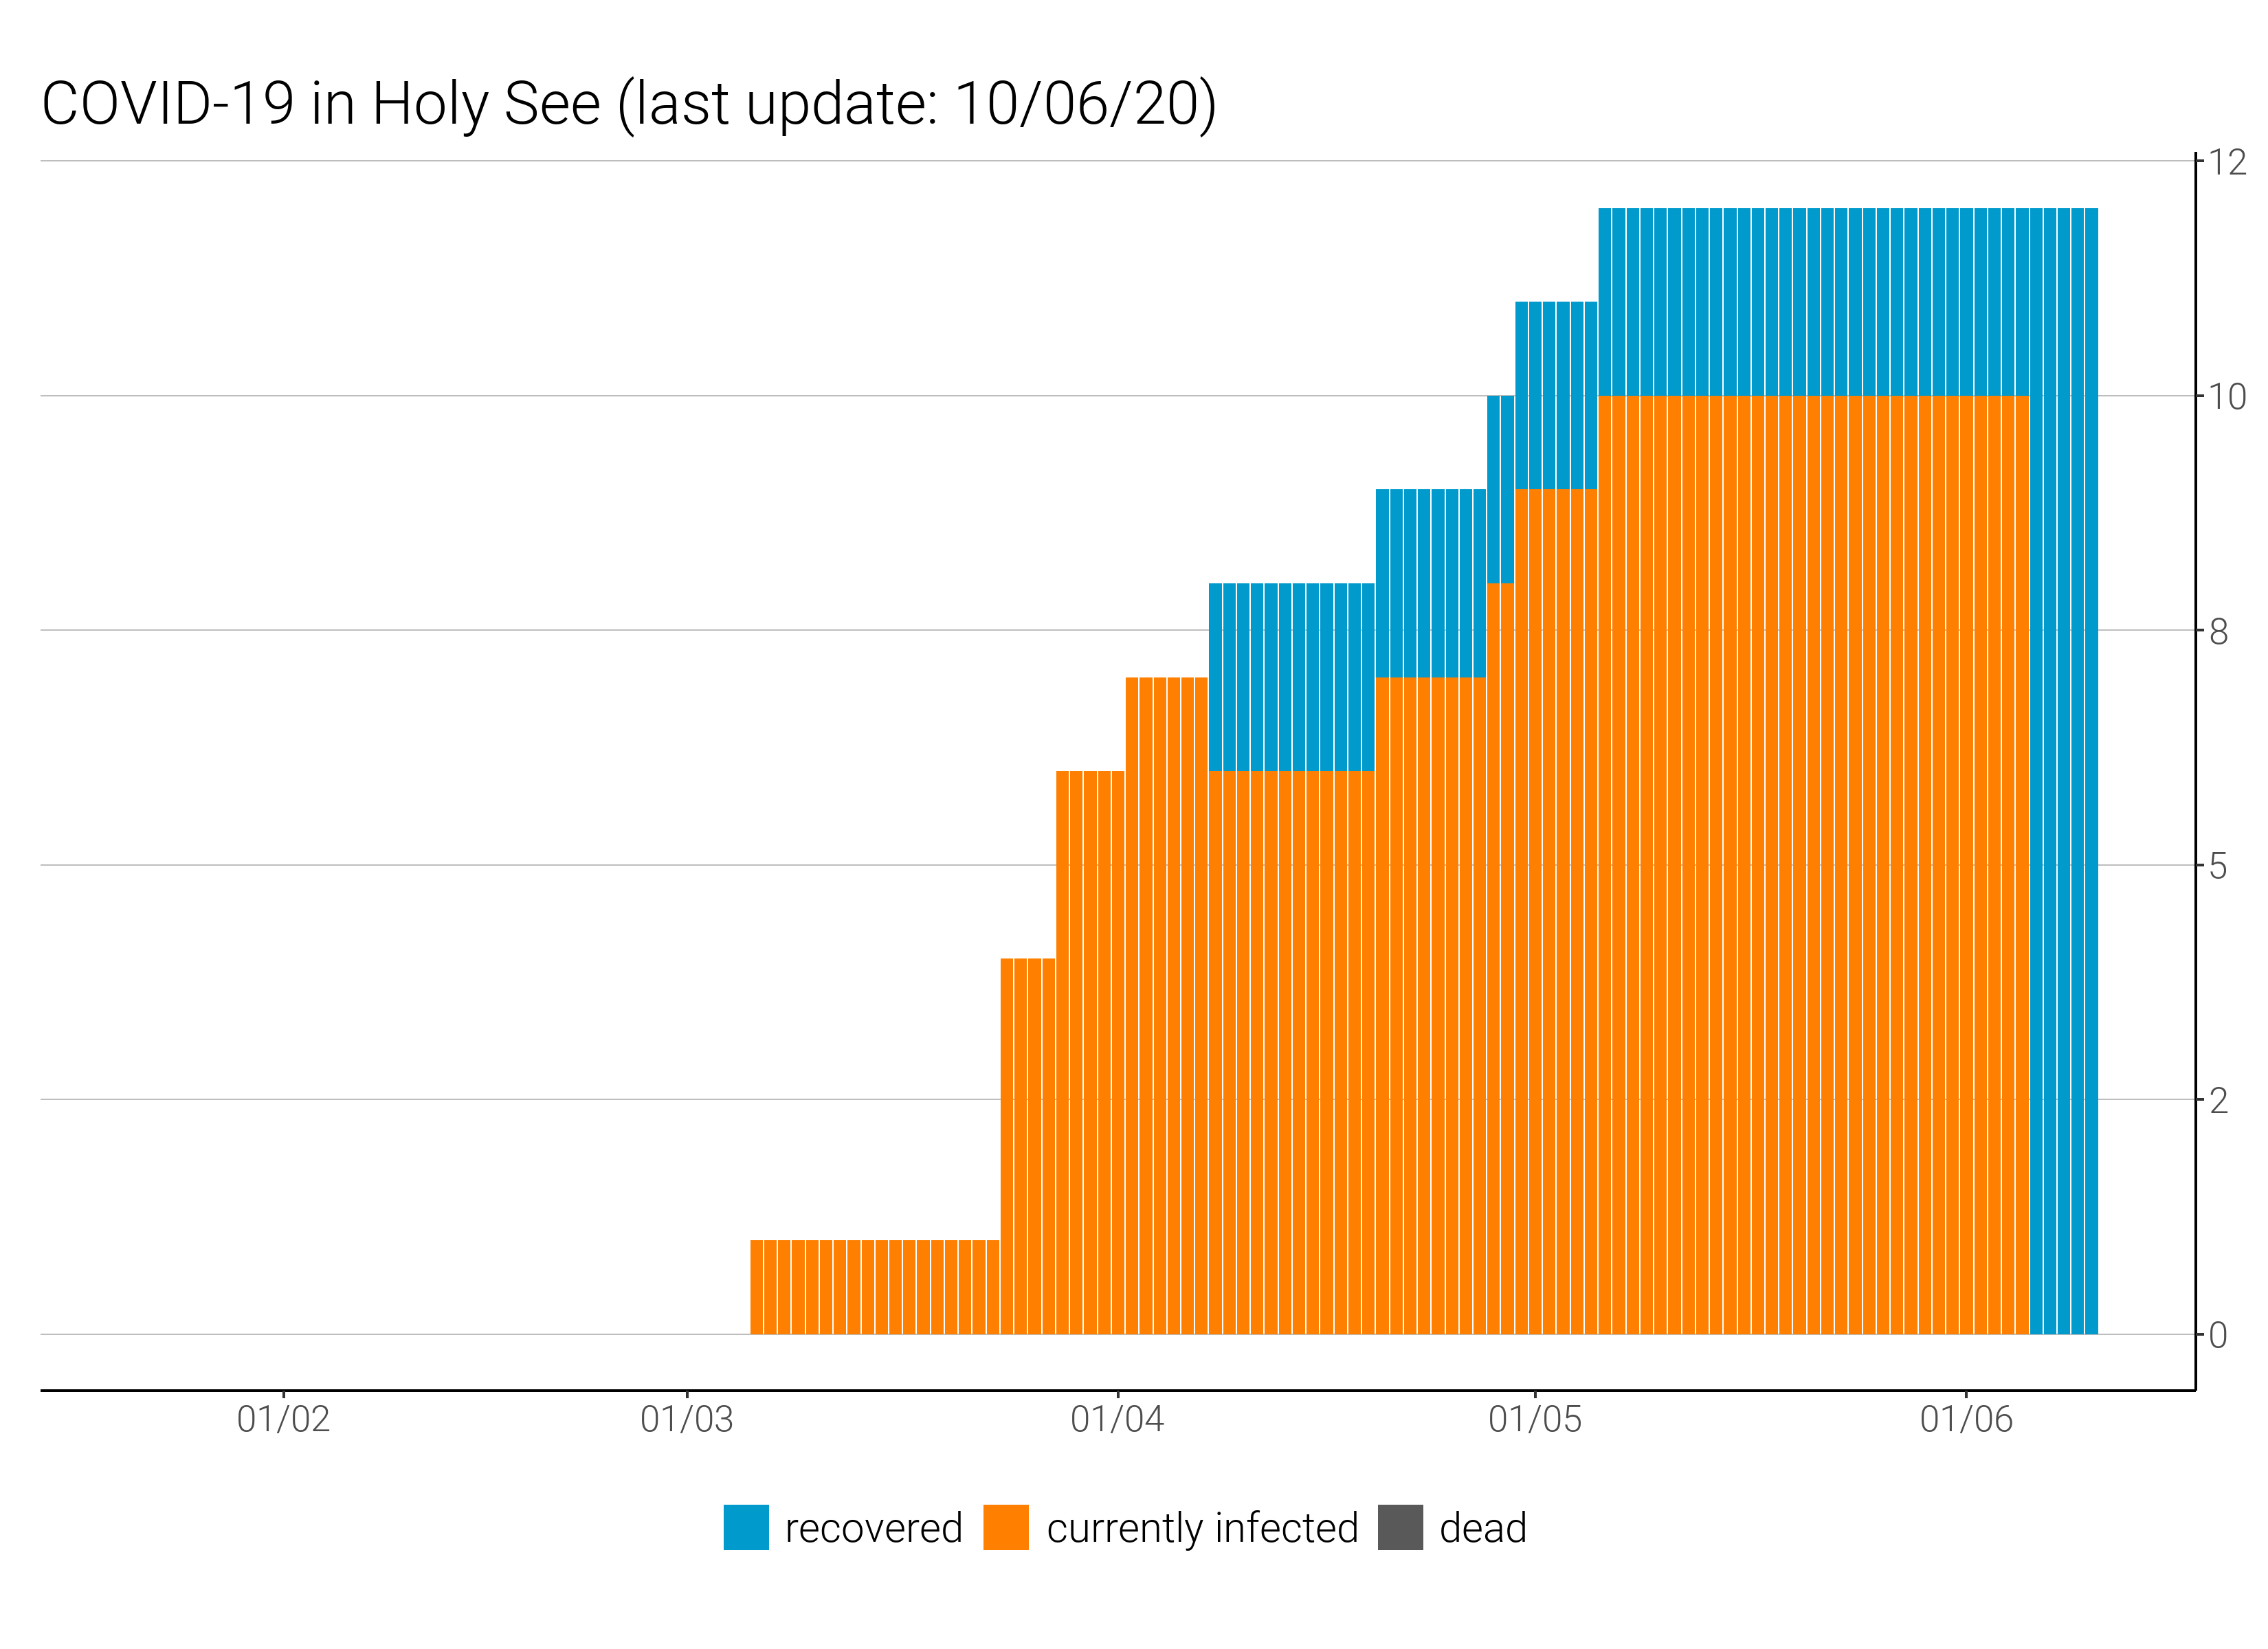 COVID-19 in Holy See (last update: 10/06/20)
12
10
8
5
2
0
01/02 01/03 01/04 01/05 01/06
recovered currently infected dead